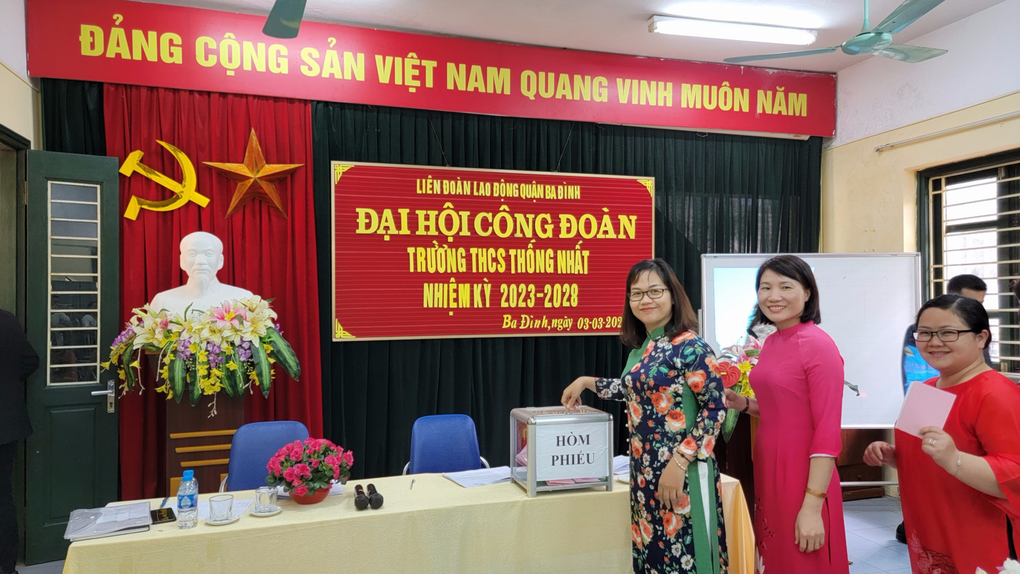 ĐẢNG CỘNG SẢN VIỆT NAM QUANG VINH MUÔN NĂM
LIÊN ĐOÀN LAO ĐỘNG QUẬN BA ĐÌNH
ĐẠI HỘI CÔNG ĐOÀN
TRƯỜNG THCS THỐNG NHẤT
NHIỆM KỲ 2023-2028
Ba Đình, ngày 03-03-202
HÒM
PHIẾU